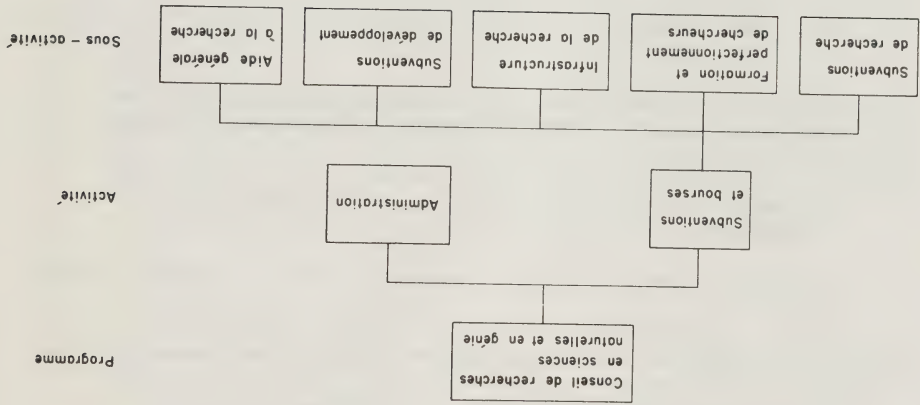 Conseil de recherches
en sciences
naturelles et en génie
Programme
Subventions
et bourses
Administration
Activité
Subventions
de recherche
Formation et
perfectionnement
de chercheurs
Infrastructure
de la recherche
Subventions
de développement
Aide générale
à la recherche
Sous – activité